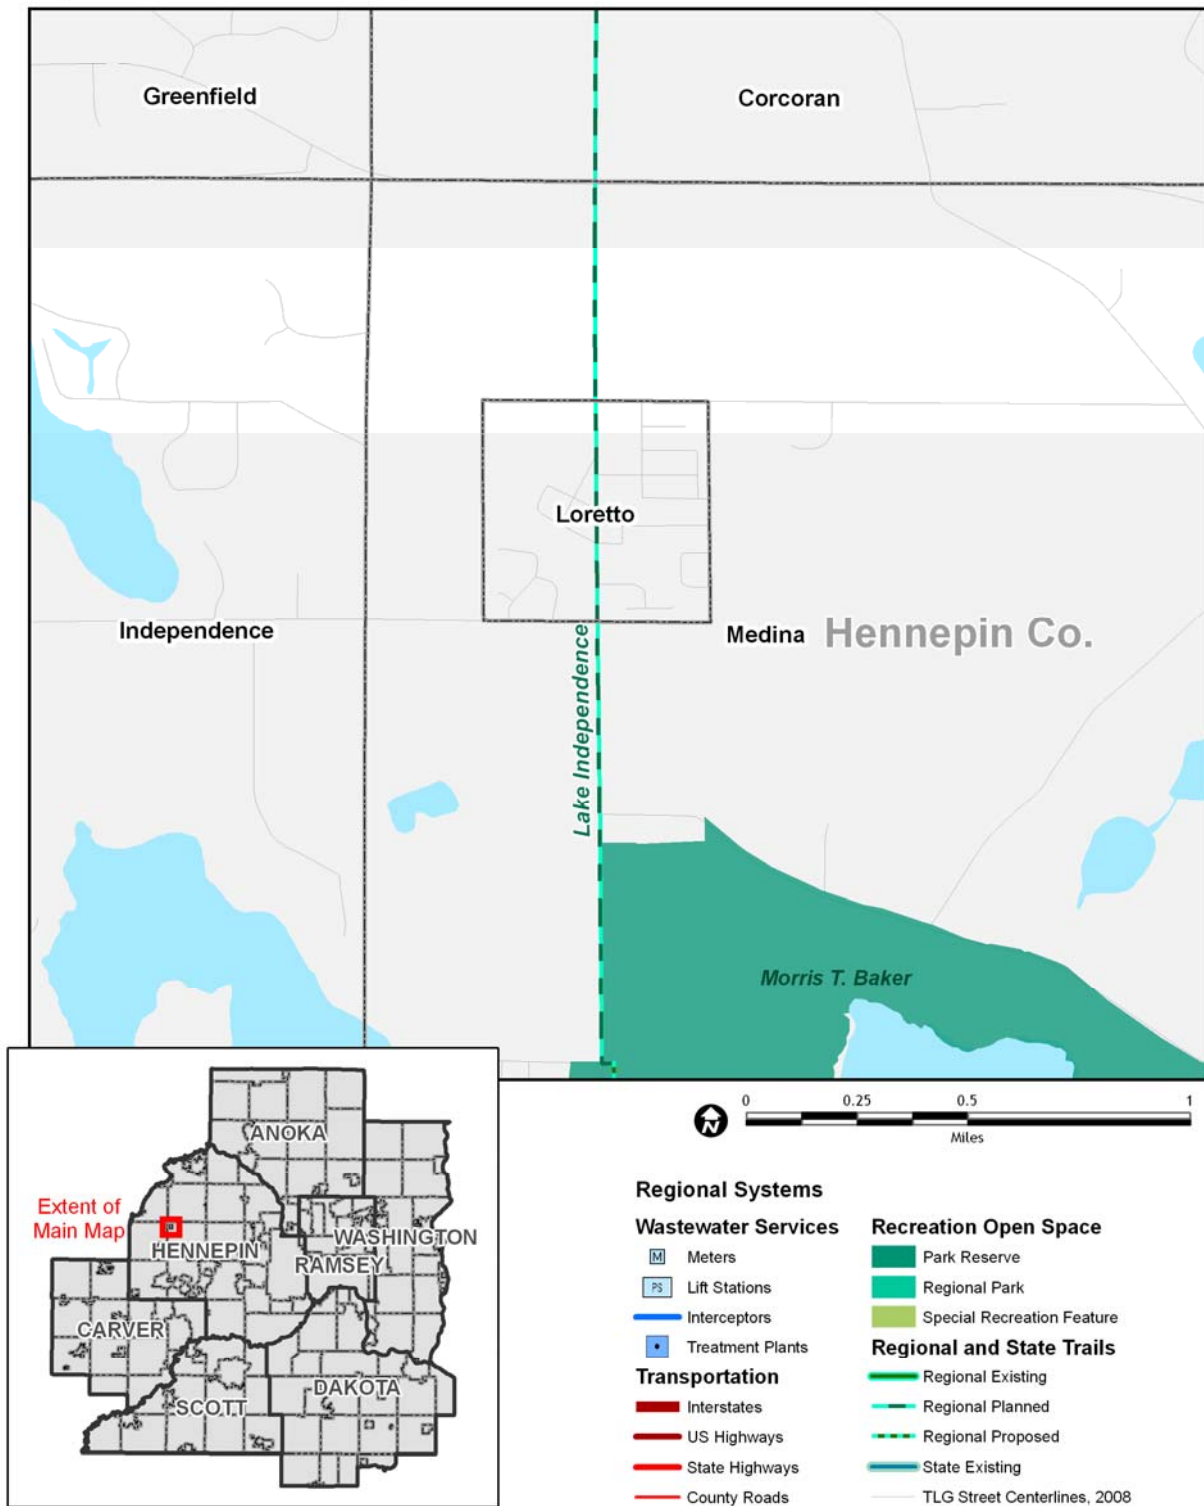 Greenfield
Corcoran
Loretto
Independence
Medina
Hennepin Co.
Lake Independence
Morris T. Baker
Extent of
Main Map
ANOKA
HENNEPIN
WASHINGTON
RAMSEY
CARVER
SCOTT
DAKOTA
N
0 0.25 0.5 1
Miles
Regional Systems
Wastewater Services
M Meters
PS Lift Stations
Interceptors
Treatment Plants
Transportation
Interstates
US Highways
State Highways
County Roads
Recreation Open Space
Park Reserve
Regional Park
Special Recreation Feature
Regional and State Trails
Regional Existing
Regional Planned
Regional Proposed
State Existing
TLG Street Centerlines, 2008